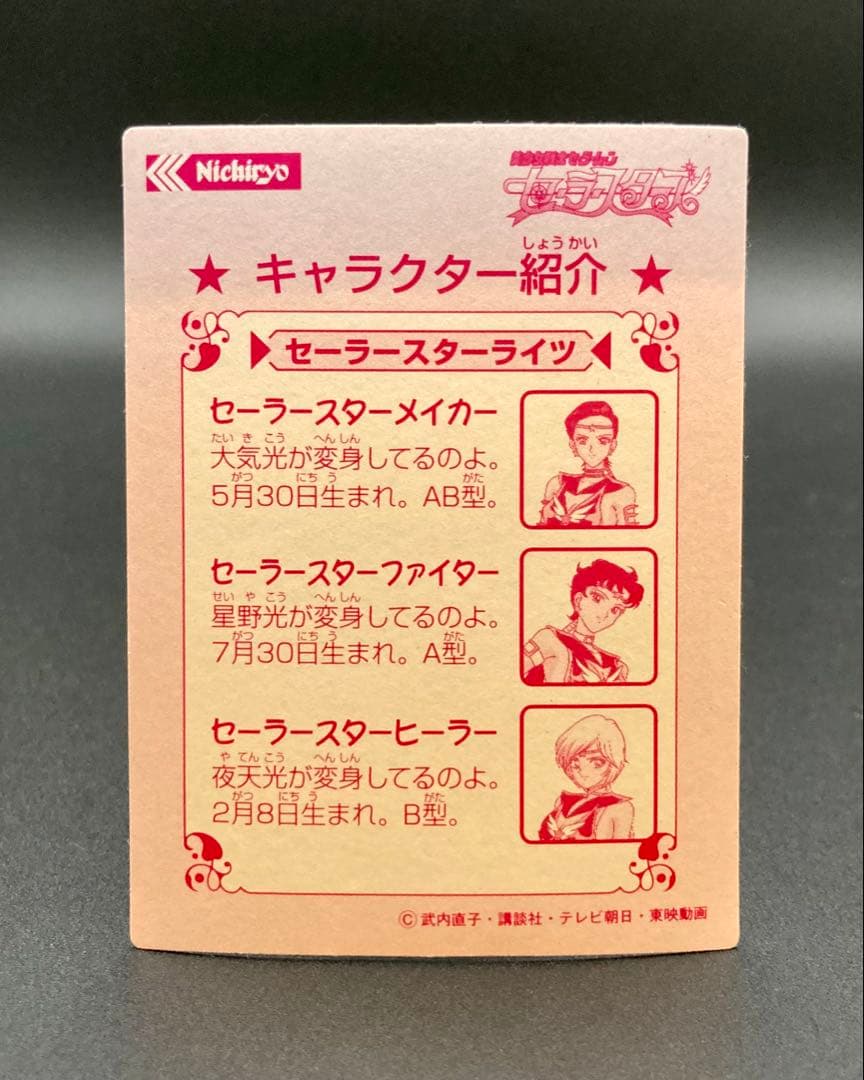 Nichiryo
美少女戦士セーラームーン
セーラースターズ
しょうかい
★ キャラクター紹介 ★
セーラースターライツ
セーラースターメイカー
たいきこう へんしん
大気光が変身してるのよ。
がつ にちう がた
5月30日生まれ。AB型。
セーラースターファイター
せいやこう へんしん
星野光が変身してるのよ。
がつ にちう がた
7月30日生まれ。A型。
セーラースターヒーラー
やてんこう へんしん
夜天光が変身してるのよ。
がつ にちう がた
2月8日生まれ。B型。
Ⓒ武内直子・講談社・テレビ朝日・東映動画